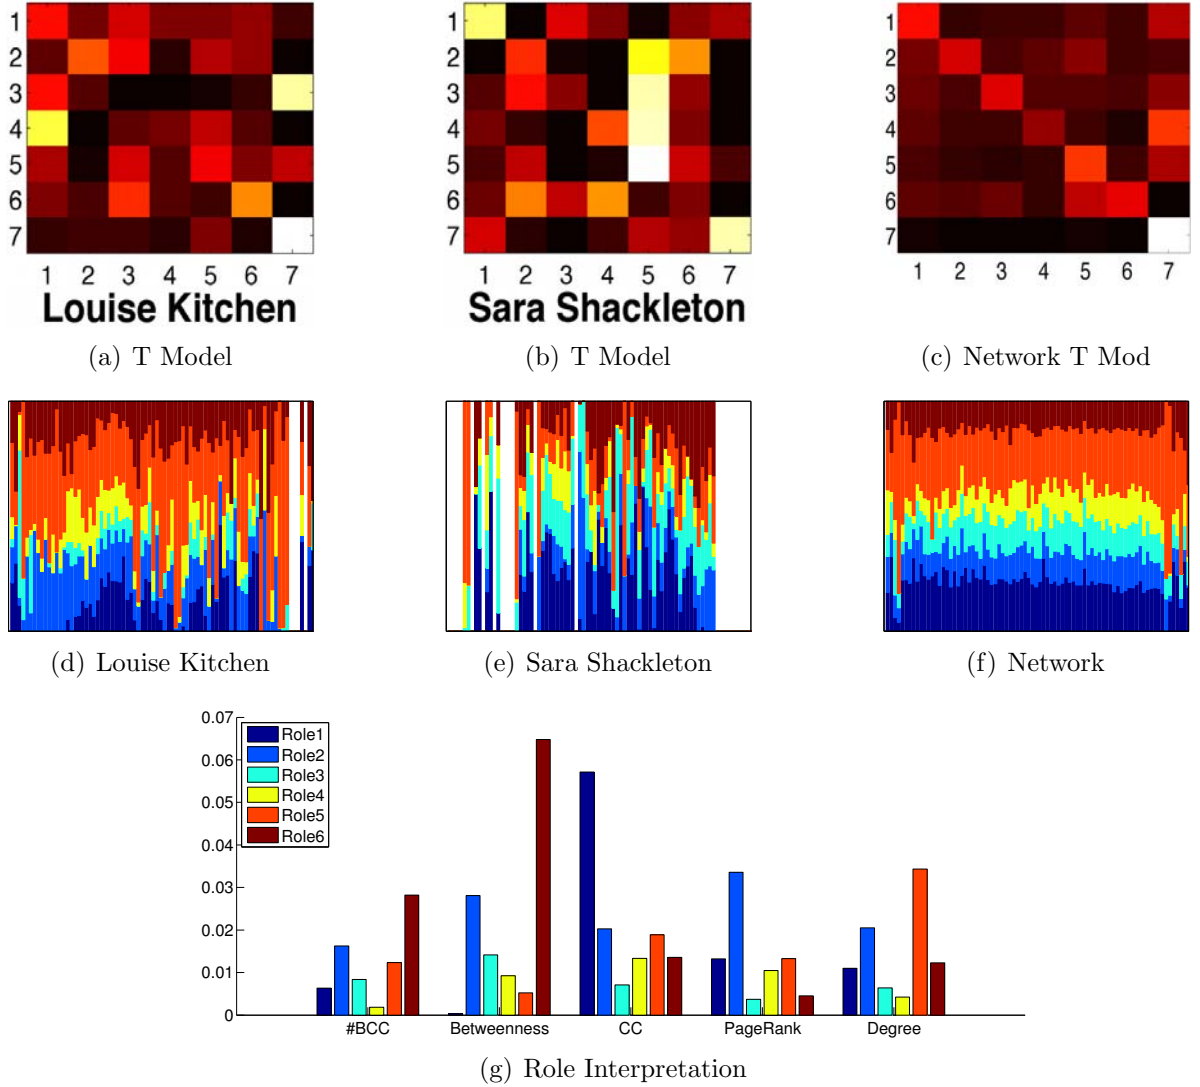 1
2
3
4
5
6
7
1 2 3 4 5 6 7
Louise Kitchen
(a) T Model
1
2
3
4
5
6
7
1 2 3 4 5 6 7
Sara Shackleton
(b) T Model
1
2
3
4
5
6
7
1 2 3 4 5 6 7
(c) Network T Mod
(d) Louise Kitchen
(e) Sara Shackleton
(f) Network
0.07
0.06
0.05
0.04
0.03
0.02
0.01
0
Role1
Role2
Role3
Role4
Role5
Role6
#BCC Betweenness CC PageRank Degree
(g) Role Interpretation